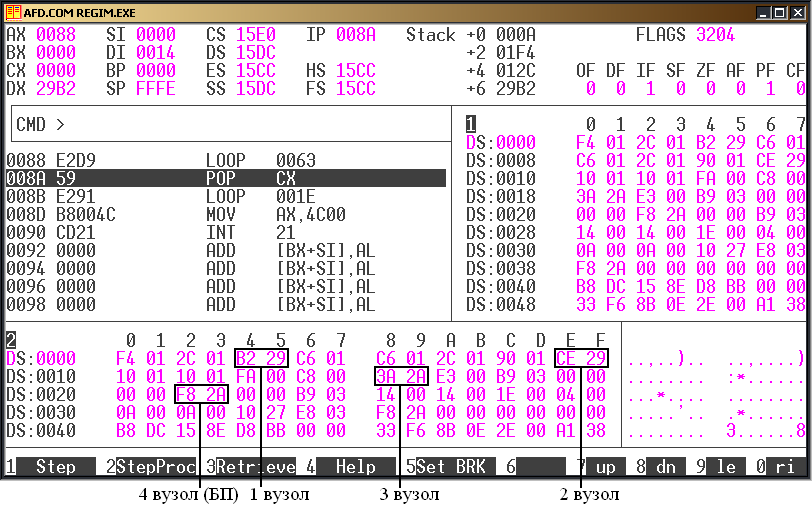 AFD.COM REGIM.EXE
AX 0088 SI 0000 CS 15E0 IP 008A Stack +0 000A FLAGS 3204
BX 0000 DI 0014 DS 15DC +2 01F4
CX 0000 BP 0000 ES 15CC HS 15CC +4 012C OF DF IF SF ZF AF PF CF
DX 29B2 SP FFFE SS 15DC FS 15CC +6 29B2 0 0 1 0 0 0 1 0
CMD >
1 0 1 2 3 4 5 6 7
DS:0000 F4 01 2C 01 B2 29 C6 01
0088 E2D9 LOOP 0063 DS:0008 C6 01 2C 01 90 01 CE 29
008A 59 POP CX DS:0010 10 01 10 01 FA 00 C8 00
008B E291 LOOP 001E DS:0018 3A 2A E3 00 B9 03 00 00
008D B8004C MOV AX,4C00 DS:0020 00 00 F8 2A 00 00 B9 03
0090 CD21 INT 21 DS:0028 14 00 14 00 1E 00 04 00
0092 0000 ADD [BX+SI],AL DS:0030 0A 00 0A 00 10 27 E8 03
0094 0000 ADD [BX+SI],AL DS:0038 F8 2A 00 00 00 00 00 00
0096 0000 ADD [BX+SI],AL DS:0040 B8 DC 15 8E D8 BB 00 00
0098 0000 ADD [BX+SI],AL DS:0048 33 F6 8B 0E 2E 00 A1 38
2 0 1 2 3 4 5 6 7 8 9 A B C D E F
DS:0000 F4 01 2C 01 B2 29 C6 01 C6 01 2C 01 90 01 CE 29 ..,..).. ..,....)
DS:0010 10 01 10 01 FA 00 C8 00 3A 2A E3 00 B9 03 00 00 ........ :*......
DS:0020 00 00 F8 2A 00 00 B9 03 14 00 14 00 1E 00 04 00 ...*.... ........
DS:0030 0A 00 0A 00 10 27 E8 03 F8 2A 00 00 00 00 00 00 .....'.. .*......
DS:0040 B8 DC 15 8E D8 BB 00 00 33 F6 8B 0E 2E 00 A1 38 ........ 3......8
1 Step 2 StepProc 3 Retrieve 4 Help 5 Set BRK 6 7 up 8 dn 9 le 0 ri
4 вузол (БП) 1 вузол 3 вузол 2 вузол